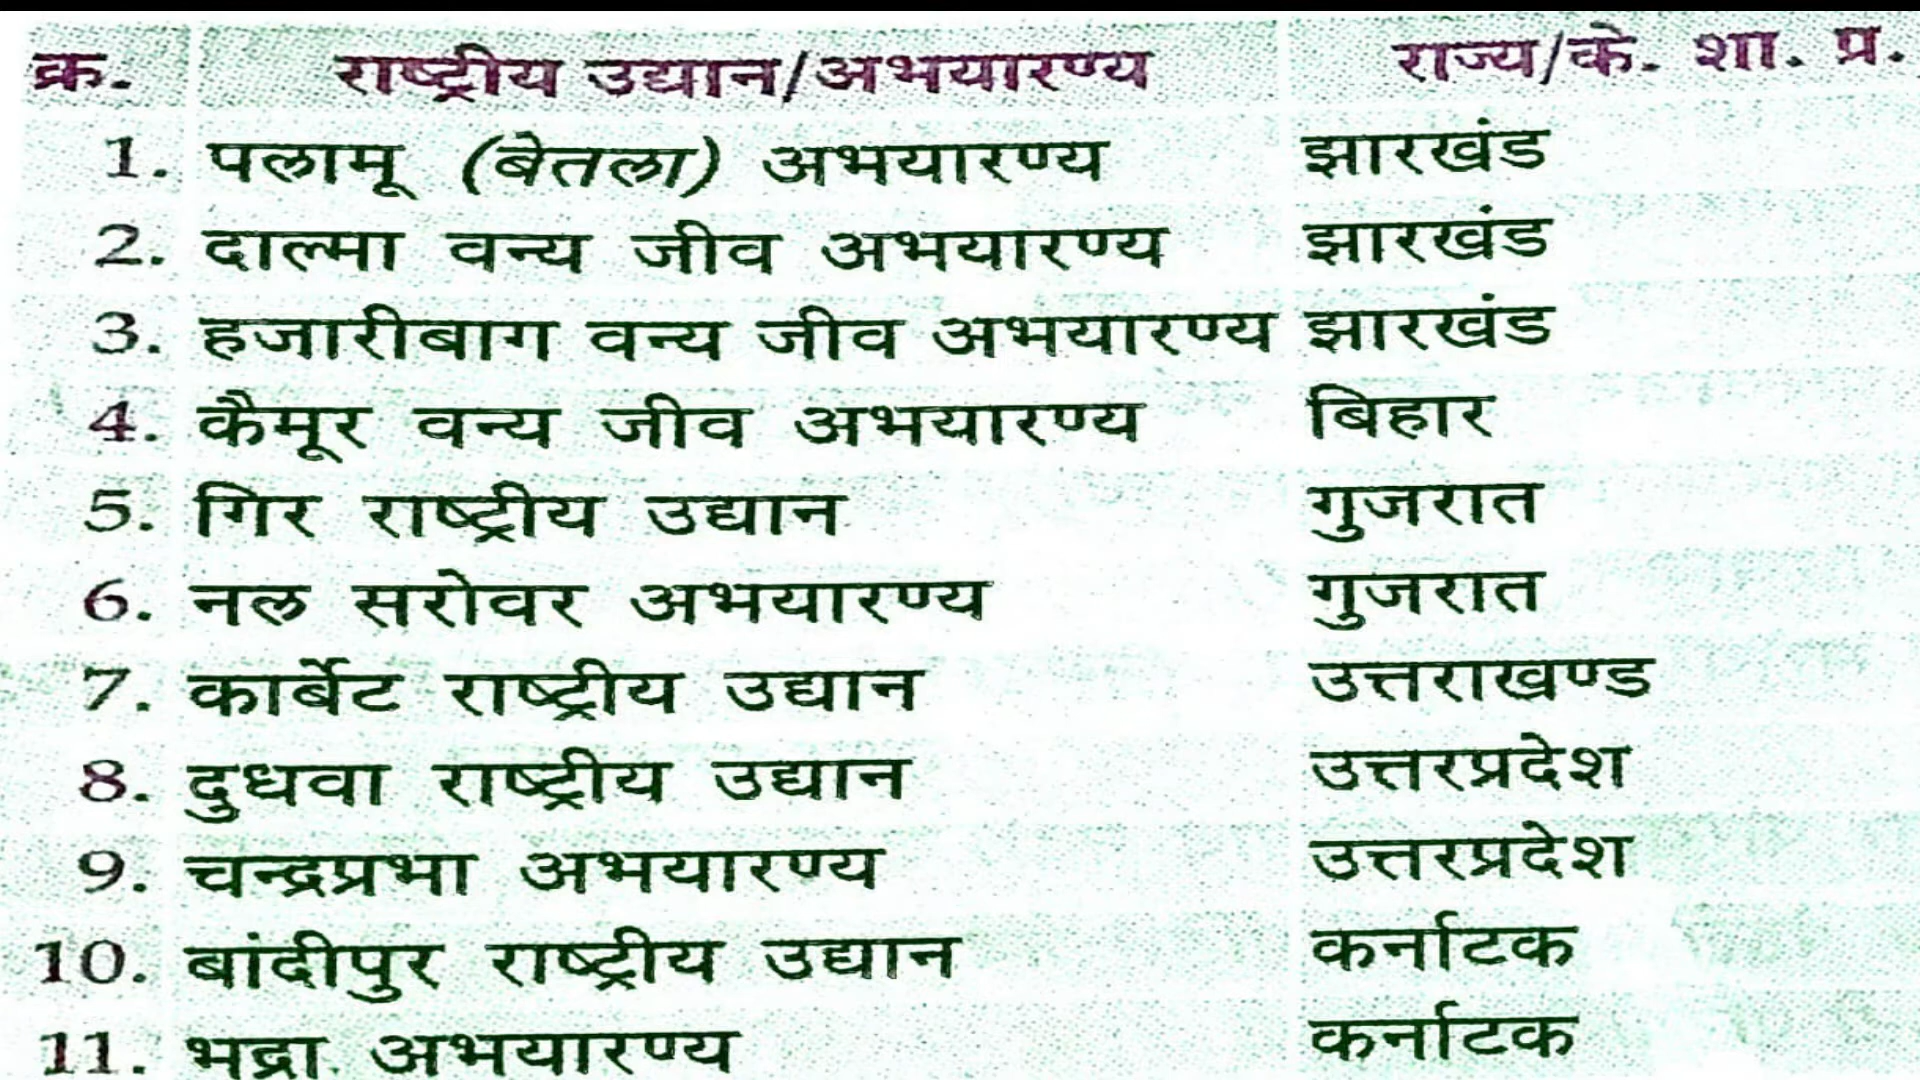 क्र. राष्ट्रीय उद्यान/अभयारण्य राज्य/के. शा. प्र.
1. पलामू (बेतला) अभयारण्य झारखंड
2. दाल्मा वन्य जीव अभयारण्य झारखंड
3. हजारीबाग वन्य जीव अभयारण्य झारखंड
4. कैमूर वन्य जीव अभयारण्य बिहार
5. गिर राष्ट्रीय उद्यान गुजरात
6. नल सरोवर अभयारण्य गुजरात
7. कार्बेट राष्ट्रीय उद्यान उत्तराखण्ड
8. दुधवा राष्ट्रीय उद्यान उत्तरप्रदेश
9. चन्द्रप्रभा अभयारण्य उत्तरप्रदेश
10. बांदीपुर राष्ट्रीय उद्यान कर्नाटक
11. भद्रा अभयारण्य कर्नाटक